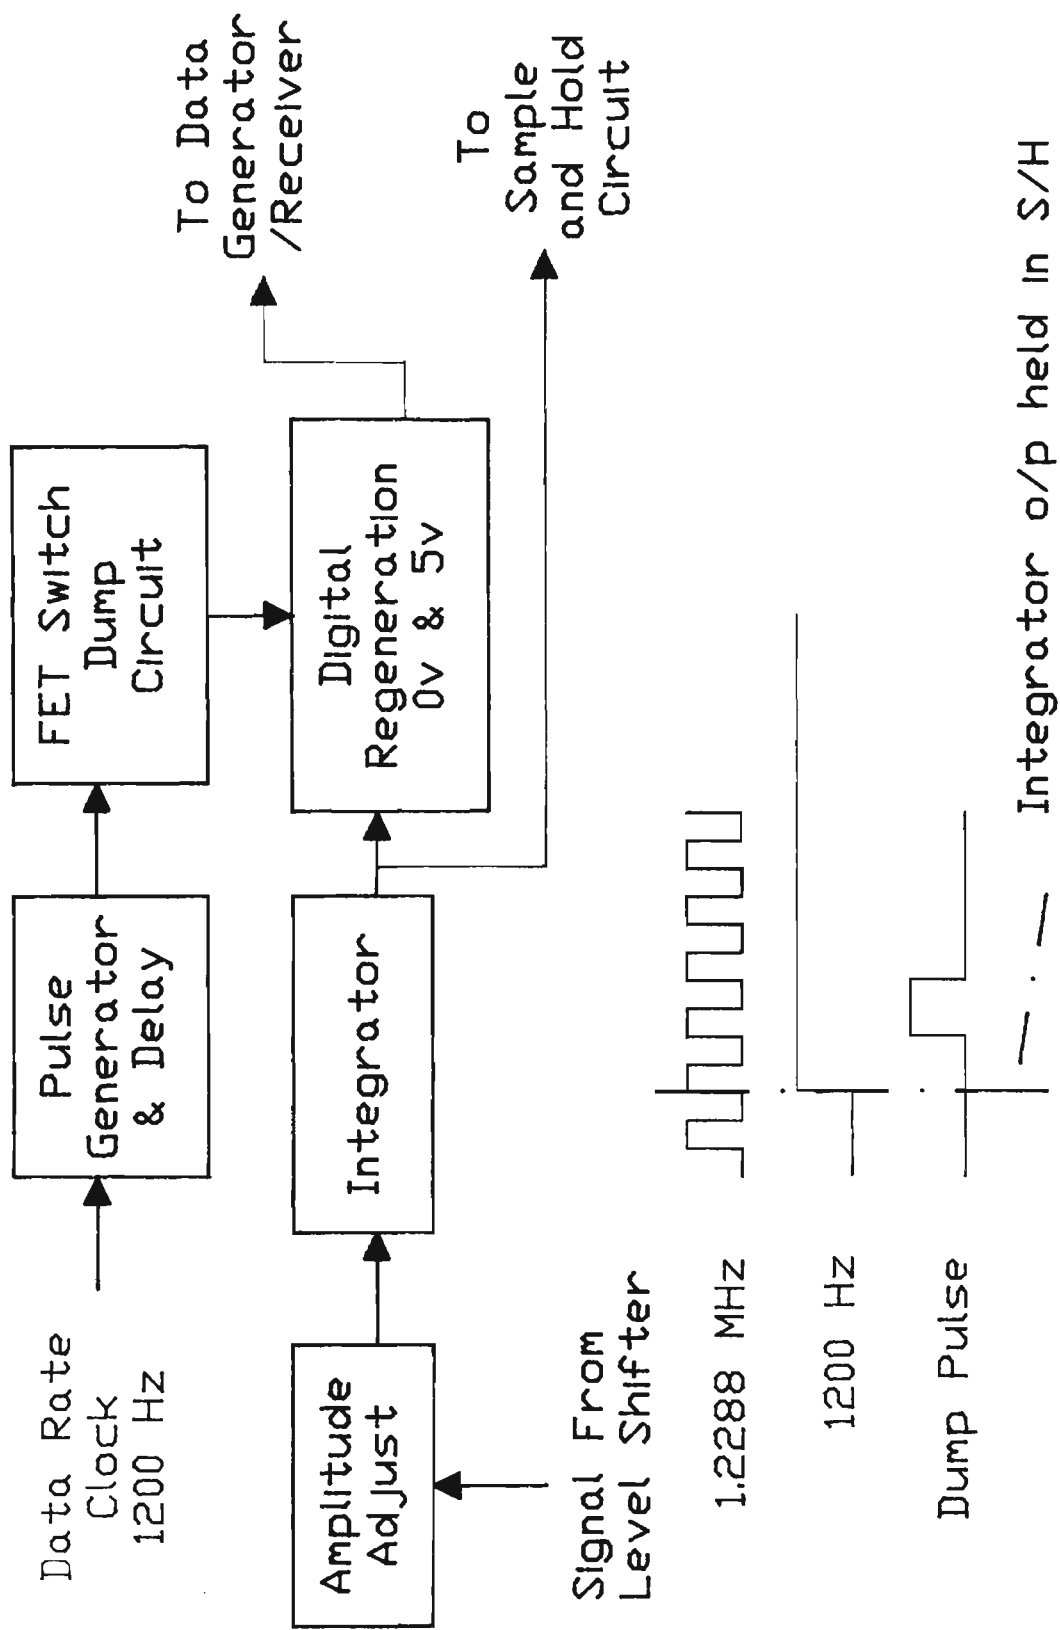 Data Rate
Clock
1200 Hz
Pulse
Generator
& Delay
FET Switch
Dump
Circuit
To Data
Generator
/Receiver
Amplitude
Adjust
Integrator
Digital
Regeneration
0v & 5v
To
Sample
and Hold
Circuit
Signal From
Level Shifter
1.2288 MHz
1200 Hz
Dump Pulse
Integrator o/p held in S/H